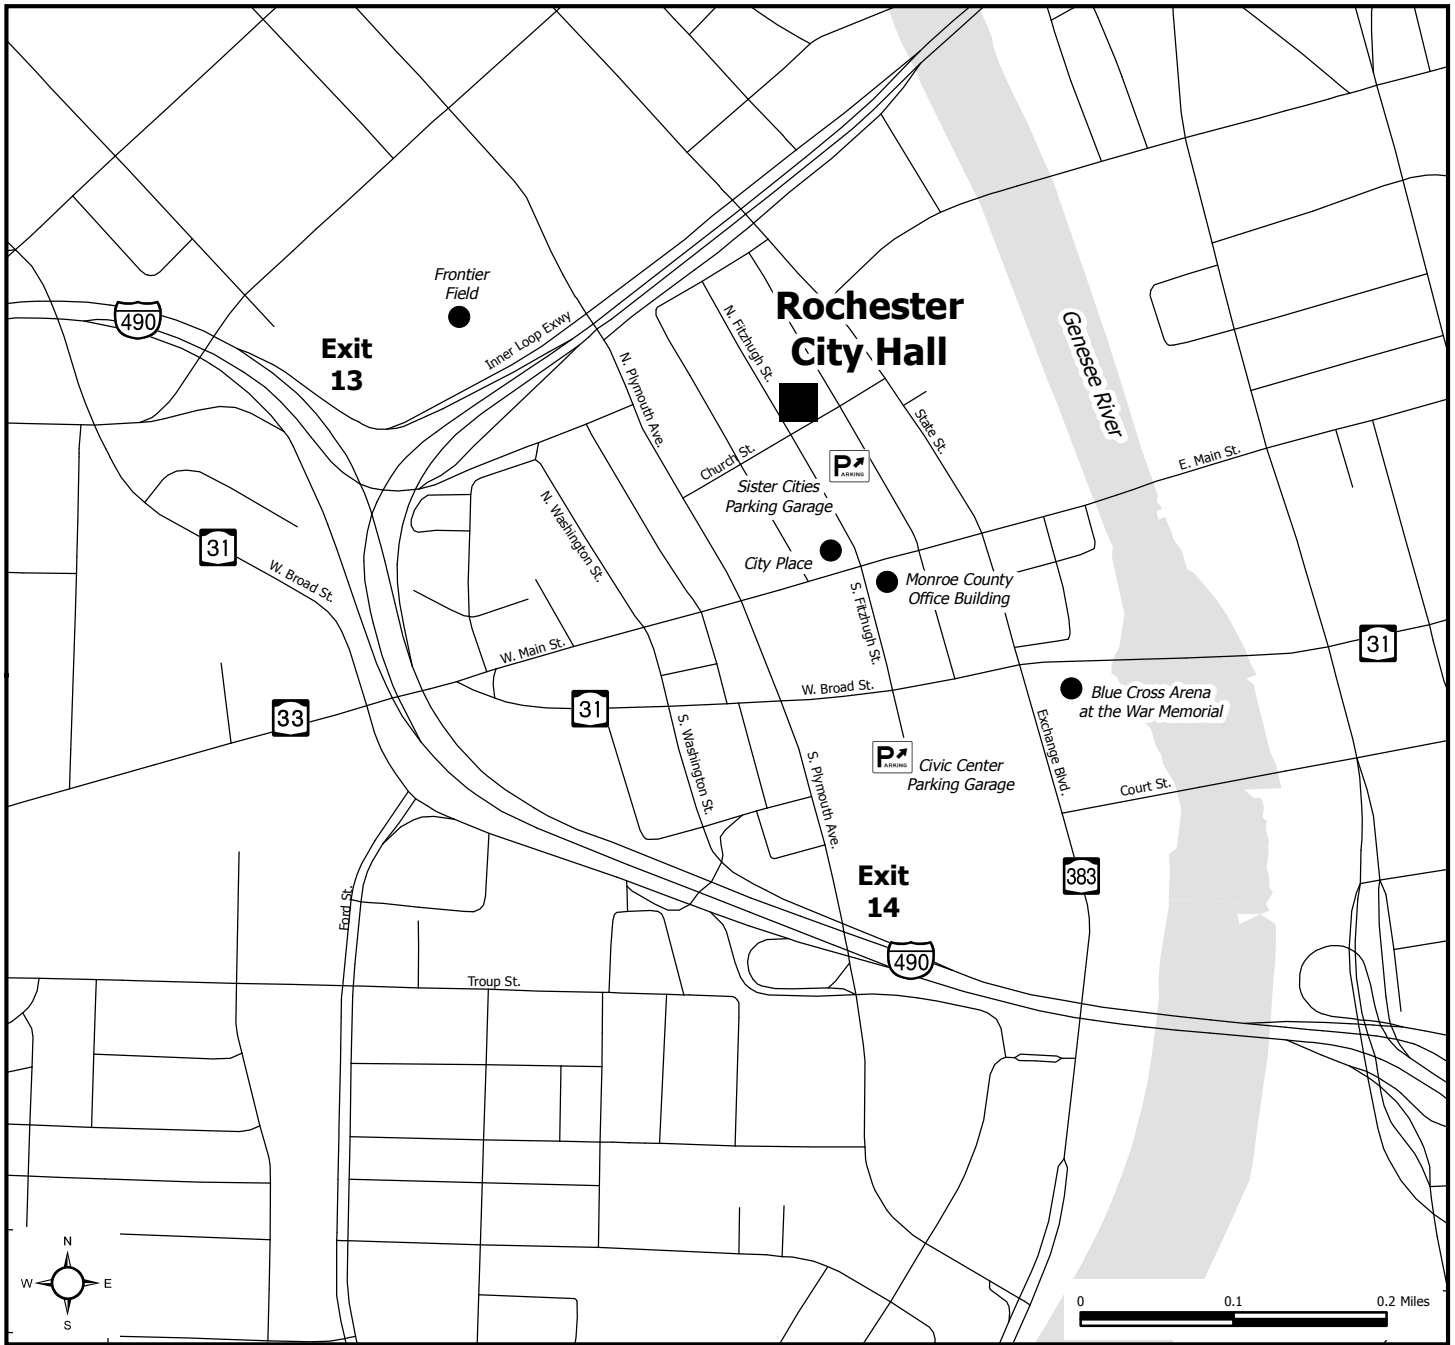 Frontier
Field
490
Exit
13
Inner Loop Exwy
N. Plymouth Ave.
N. Fitzhugh St.
Rochester
City Hall
Genesee River
State St.
Church St.
E. Main St.
P
ARKING
Sister Cities
Parking Garage
N. Washington St.
31
W. Broad St.
City Place
Monroe County
Office Building
S. Fitzhugh St.
W. Main St.
31
W. Broad St.
33
31
Blue Cross Arena
at the War Memorial
S. Washington St.
S. Plymouth Ave.
P
ARKING
Civic Center
Parking Garage
Exchange Blvd.
Court St.
Exit
14
383
Ford St.
490
Troup St.
N
W
E
S
0
0.1
0.2 Miles